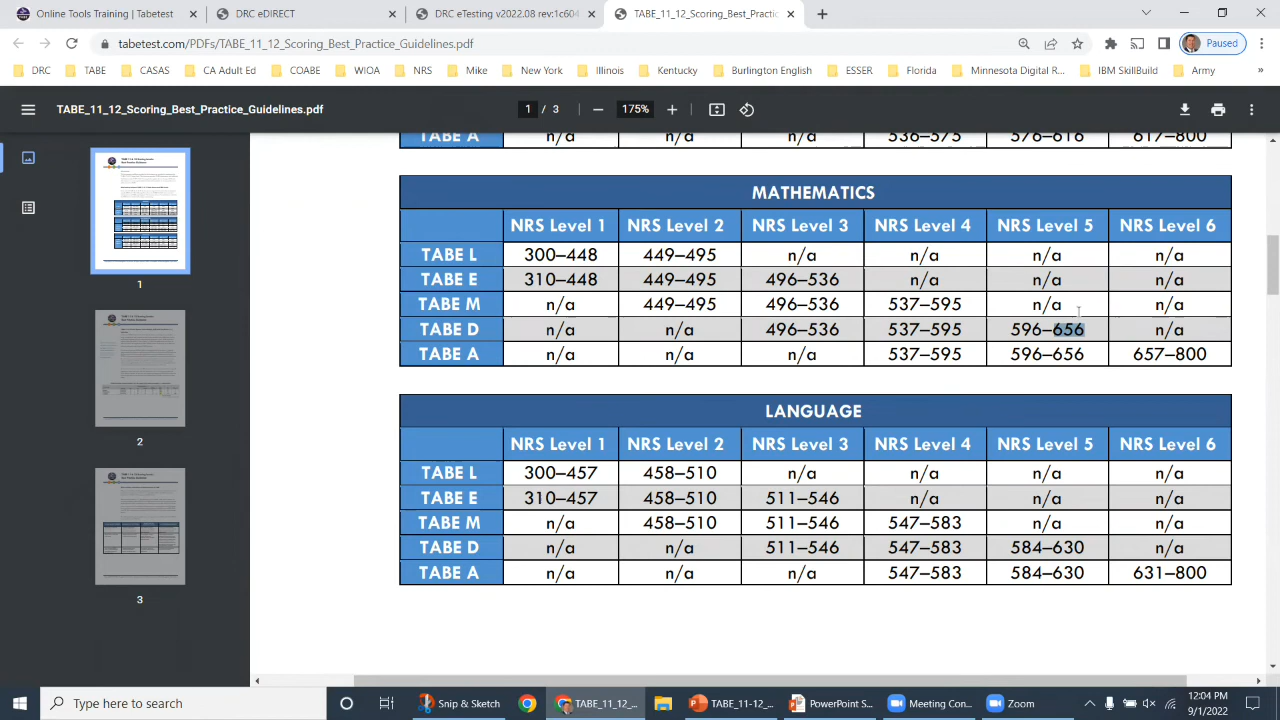 Online Tools Training | Tabetest
DRC eDIRECT
DRC eTesting v2022.08 rev:1c604
TABE_11_12_Scoring_Best_Practic
tabetest.com/PDFs/TABE_11_12_Scoring_Best_Practice_Guidelines.pdf
Paused
DRC TABE CASAS CA Adult Ed COABE WIOA NRS Mike New York Illinois Kentucky Burlington English ESSER Florida Minnesota Digital R... IBM SkillBuild Army
TABE_11_12_Scoring_Best_Practice_Guidelines.pdf
1 / 3
175%
TABE A n/a n/a n/a 536–575 576–616 617–800
MATHEMATICS
NRS Level 1 NRS Level 2 NRS Level 3 NRS Level 4 NRS Level 5 NRS Level 6
TABE L 300–448 449–495 n/a n/a n/a n/a
TABE E 310–448 449–495 496–536 n/a n/a n/a
TABE M n/a 449–495 496–536 537–595 n/a n/a
TABE D n/a n/a 496–536 537–595 596–656 n/a
TABE A n/a n/a n/a 537–595 596–656 657–800
LANGUAGE
NRS Level 1 NRS Level 2 NRS Level 3 NRS Level 4 NRS Level 5 NRS Level 6
TABE L 300–457 458–510 n/a n/a n/a n/a
TABE E 310–457 458–510 511–546 n/a n/a n/a
TABE M n/a 458–510 511–546 547–583 n/a n/a
TABE D n/a n/a 511–546 547–583 584–630 n/a
TABE A n/a n/a n/a 547–583 584–630 631–800
1
2
3
Type here to search
Snip & Sketch
TABE_11_12_...
TABE_11-12_...
PowerPoint S...
Meeting Con...
Zoom
12:04 PM
9/1/2022